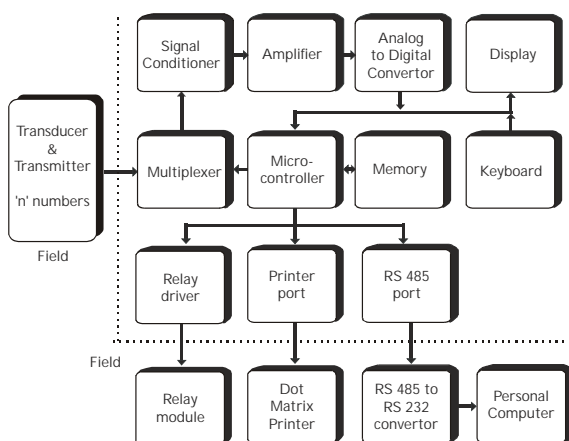 Signal
Conditioner
Amplifier
Analog
to Digital
Convertor
Display
Transducer
&
Transmitter
'n' numbers
Field
Multiplexer
Micro-
controller
Memory
Keyboard
Relay
driver
Printer
port
RS 485
port
Field
Relay
module
Dot
Matrix
Printer
RS 485 to
RS 232
convertor
Personal
Computer